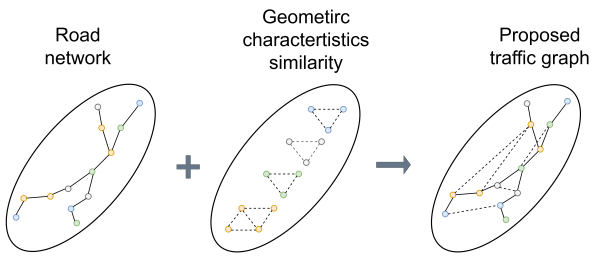 Road
network
Geometirc
charactertistics
similarity
Proposed
traffic graph